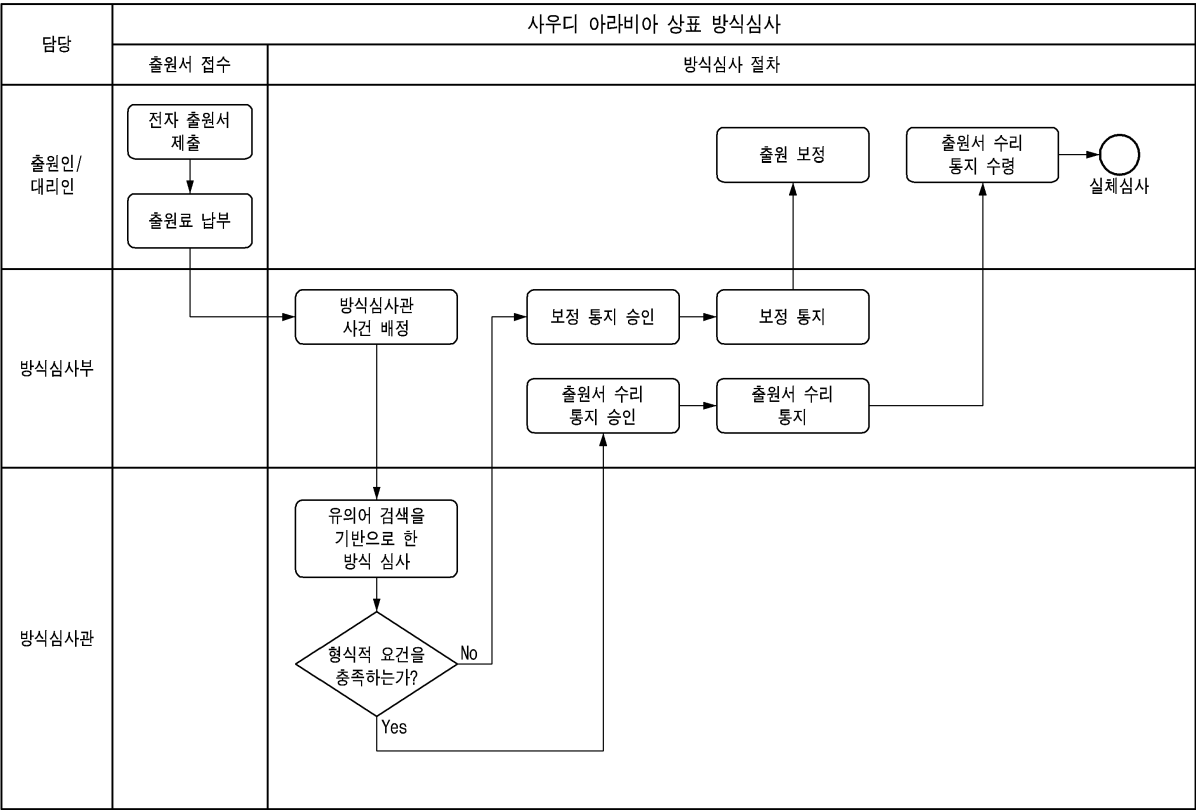 담당
사우디 아라비아 상표 방식심사
출원서 접수
방식심사 절차
출원인/
대리인
전자 출원서
제출
출원료 납부
출원 보정
출원서 수리
통지 수령
실체심사
방식심사부
방식심사관
사건 배정
보정 통지 승인
보정 통지
출원서 수리
통지 승인
출원서 수리
통지
방식심사관
유의어 검색을
기반으로 한
방식 심사
형식적 요건을
충족하는가?
No
Yes